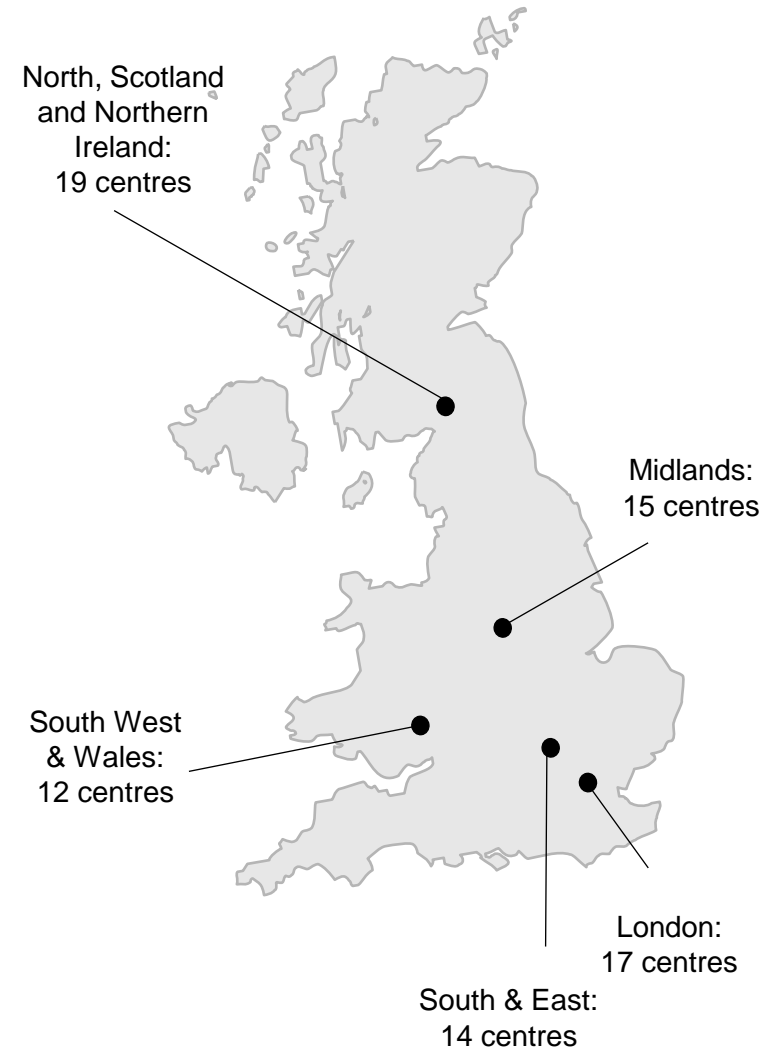 North, Scotland
and Northern
Ireland:
19 centres
Midlands:
15 centres
South West
& Wales:
12 centres
London:
17 centres
South & East:
14 centres